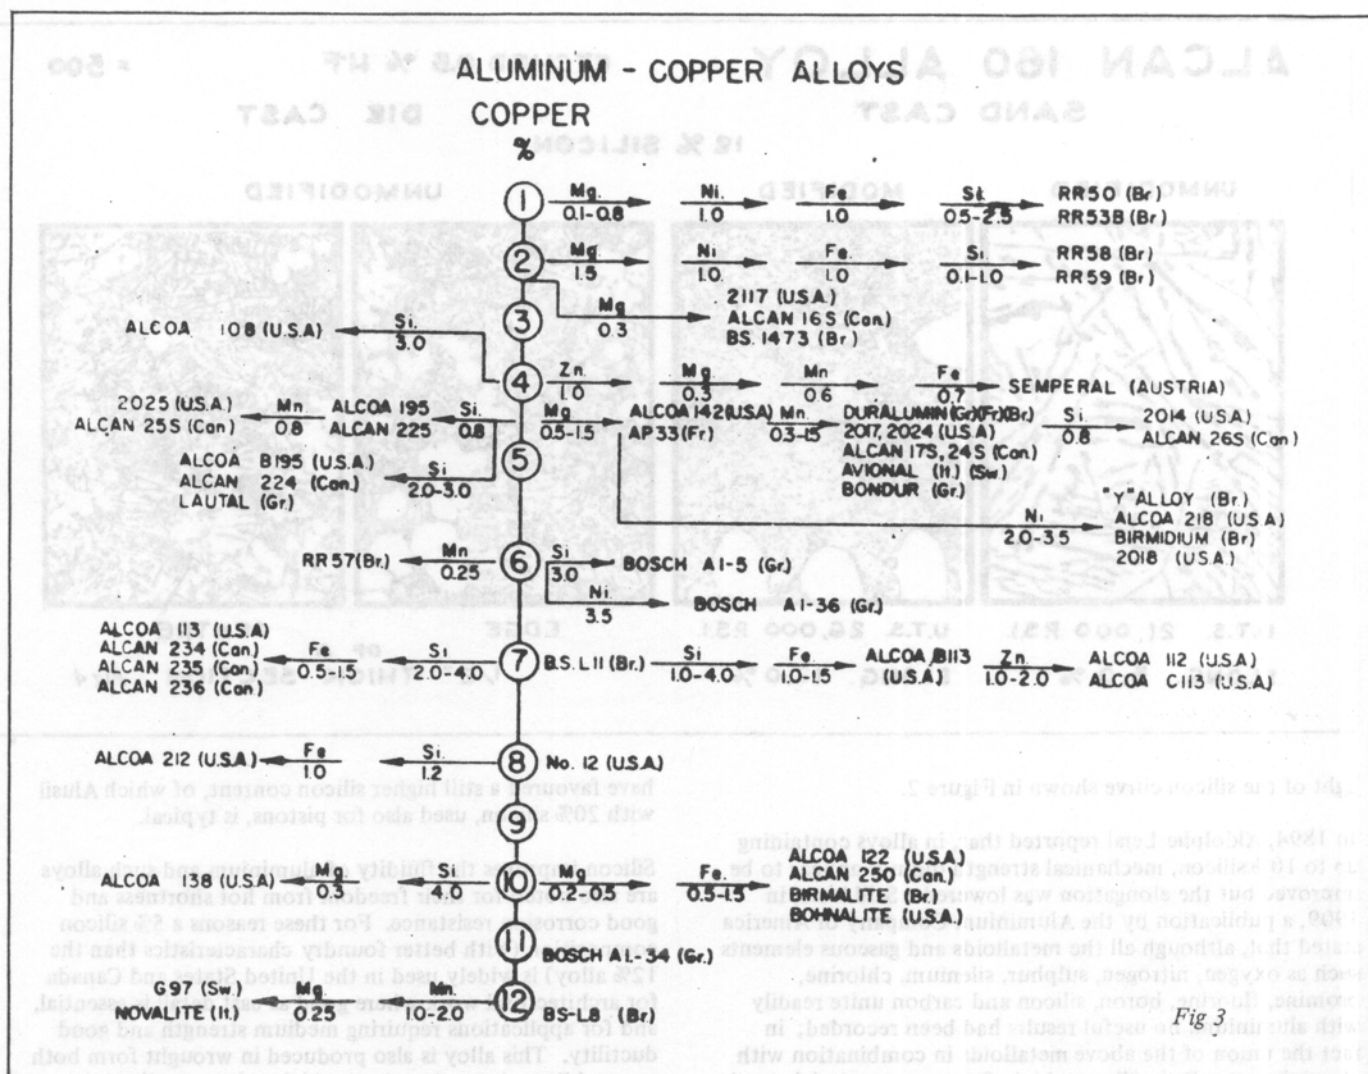 ALUMINUM - COPPER ALLOYS
COPPER
%
1 Mg. 0.1-0.8 Ni. 1.0 Fe 1.0 Si. 0.5-2.5 RR50 (Br)
RR53B (Br)
2 Mg 1.5 Ni 1.0 Fe. 1.0 Si. 0.1-1.0 RR58 (Br)
RR59 (Br)
Mg 0.3 2117 (U.S.A.)
ALCAN 16S (Can)
BS. 1473 (Br)
3
ALCOA 108 (U.S.A) Si. 3.0
4 Zn. 1.0 Mg 0.3 Mn 0.6 Fe 0.7 SEMPERAL (AUSTRIA)
2025 (U.S.A.)
ALCAN 25S (Can)
Mn 0.8
ALCOA 195
ALCAN 225
Si. 0.8
Mg 0.5-1.5
ALCOA 142 (U.S.A)
AP33 (Fr)
Mn. 0.3-1.5
DURALUMIN (Gr)(Fr)(Br.)
2017, 2024 (U.S.A)
ALCAN 17S, 24S (Can)
AVIONAL (It.) (Sw)
BONDUR (Gr.)
Si 0.8
2014 (U.S.A)
ALCAN 26S (Can)
5
ALCOA B195 (U.S.A)
ALCAN 224 (Can.)
LAUTAL (Gr.)
Si 2.0-3.0
Ni 2.0-3.5
"Y" ALLOY (Br)
ALCOA 218 (U.S.A)
BIRMIDIUM (Br)
2018 (U.S.A)
RR57 (Br.) Mn 0.25
6 Si 3.0 BOSCH A1-5 (Gr.)
Ni. 3.5 BOSCH A1-36 (Gr.)
ALCOA 113 (U.S.A)
ALCAN 234 (Can)
ALCAN 235 (Can)
ALCAN 236 (Can)
Fe 0.5-1.5
Si 2.0-4.0
7 B.S. L11 (Br.) Si 1.0-4.0 Fe. 1.0-1.5
ALCOA B113
(U.S.A)
Zn. 1.0-2.0
ALCOA 112 (U.S.A)
ALCOA C113 (U.S.A)
ALCOA 212 (U.S.A) Fe 1.0 Si. 1.2 8 No. 12 (U.S.A)
9
ALCOA 138 (U.S.A) Mg 0.3 Si 4.0 10 Mg 0.2-0.5 Fe. 0.5-1.5
ALCOA 122 (U.S.A.)
ALCAN 250 (Can)
BIRMALITE (Br.)
BOHNALITE (U.S.A.)
11 BOSCH A1.-34 (Gr.)
G97 (Sw.)
NOVALITE (It.)
Mg 0.25
Mn. 1.0-2.0
12 BS-L8 (Br.)
Fig 3